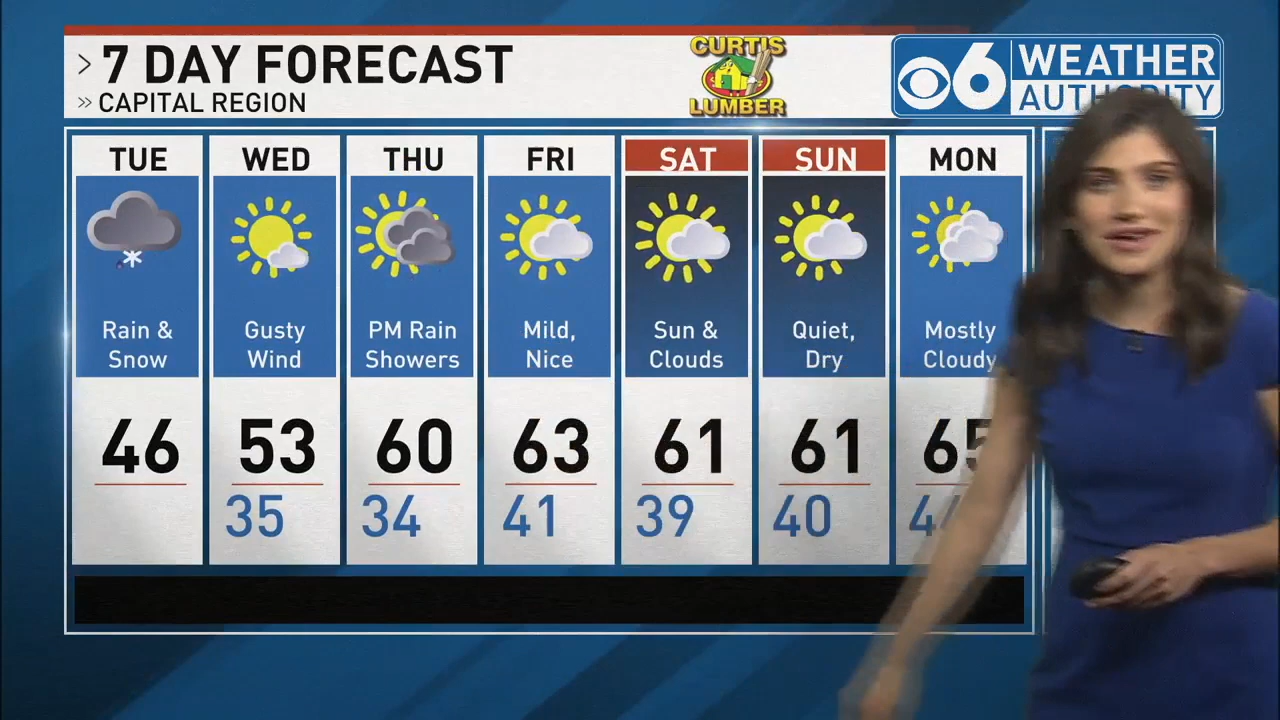 > 7 DAY FORECAST
>> CAPITAL REGION
CURTIS
LUMBER
6 WEATHER
AUTHORITY
TUE WED THU FRI SAT SUN MON
Rain & Gusty PM Rain Mild, Sun & Quiet, Mostly
Snow Wind Showers Nice Clouds Dry Cloudy
46 53 60 63 61 61 65
35 34 41 39 40